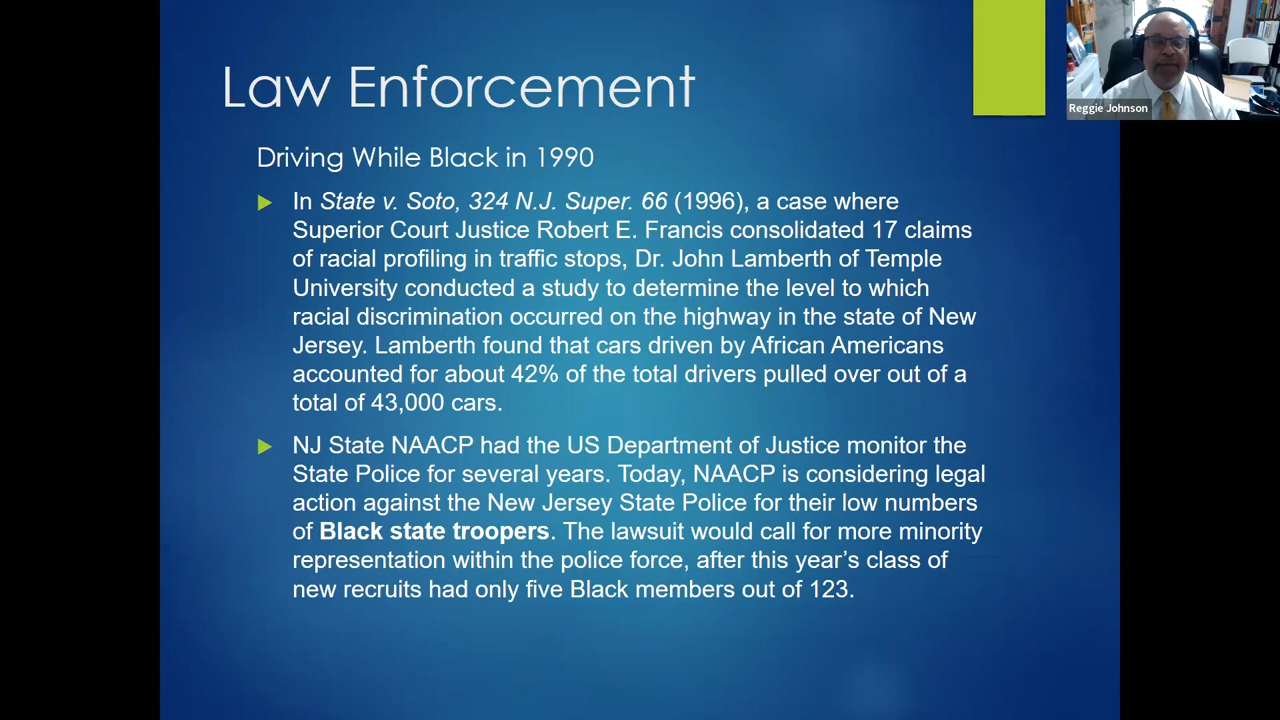 Law Enforcement
Reggie Johnson
Driving While Black in 1990
In State v. Soto, 324 N.J. Super. 66 (1996), a case where
Superior Court Justice Robert E. Francis consolidated 17 claims
of racial profiling in traffic stops, Dr. John Lamberth of Temple
University conducted a study to determine the level to which
racial discrimination occurred on the highway in the state of New
Jersey. Lamberth found that cars driven by African Americans
accounted for about 42% of the total drivers pulled over out of a
total of 43,000 cars.
NJ State NAACP had the US Department of Justice monitor the
State Police for several years. Today, NAACP is considering legal
action against the New Jersey State Police for their low numbers
of Black state troopers. The lawsuit would call for more minority
representation within the police force, after this year’s class of
new recruits had only five Black members out of 123.